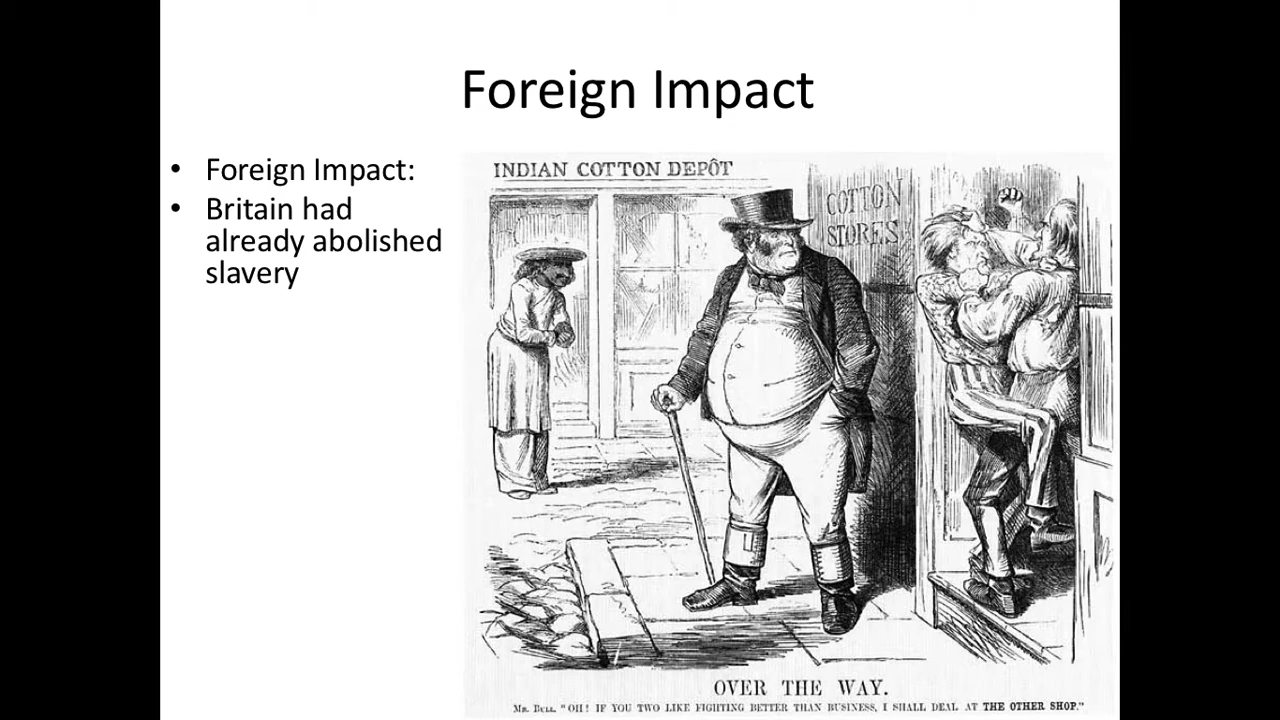 Foreign Impact
• Foreign Impact:
• Britain had
already abolished
slavery
INDIAN COTTON DEPÔT
COTTON
STORES
OVER THE WAY.
Mr. Bull. "OH! IF YOU TWO LIKE FIGHTING BETTER THAN BUSINESS, I SHALL DEAL AT THE OTHER SHOP."